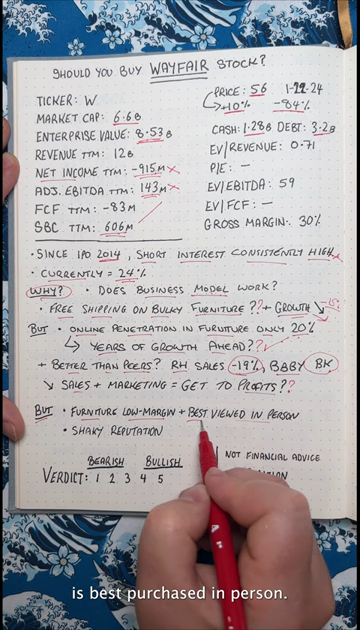 SHOULD YOU BUY WAYFAIR STOCK?
TICKER: W
MARKET CAP: 6.6B
ENTERPRISE VALUE: 8.53B
REVENUE TTM: 12B
NET INCOME TTM: -915M
ADJ. EBITDA TTM: 143M
FCF TTM: -83M
SBC TTM: 606M
PRICE: 56 1-22-24
-10% -84%
CASH: 1.28B DEBT: 3.2B
EV/REVENUE: 0.71
P/E: —
EV/EBITDA: 59
EV/FCF: —
GROSS MARGIN: 30%
• SINCE IPO 2014, SHORT INTEREST CONSISTENTLY HIGH
• CURRENTLY = 24%
WHY? • DOES BUSINESS MODEL WORK?
• FREE SHIPPING ON BULKY FURNITURE?? + GROWTH ↘
BUT • ONLINE PENETRATION IN FURNITURE ONLY 20%
↳ YEARS OF GROWTH AHEAD??
+ BETTER THAN PEERS? RH SALES -19%, BBBY BK
↘ SALES + MARKETING = GET TO PROFITS??
BUT • FURNITURE LOW-MARGIN + BEST VIEWED IN PERSON
• SHAKY REPUTATION
BEARISH BULLISH
VERDICT: 1 2 3 4 5
NOT FINANCIAL ADVICE
is best purchased in person.